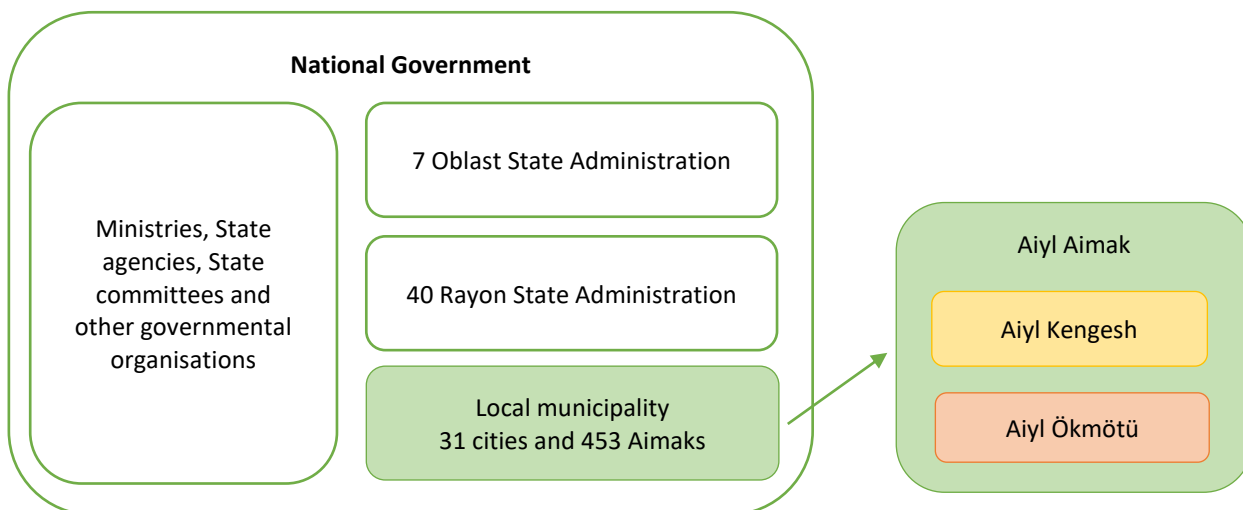 National Government
Ministries, State
agencies, State
committees and
other governmental
organisations
7 Oblast State Administration
40 Rayon State Administration
Local municipality
31 cities and 453 Aimaks
Aiyl Aimak
Aiyl Kengesh
Aiyl Ökmötü